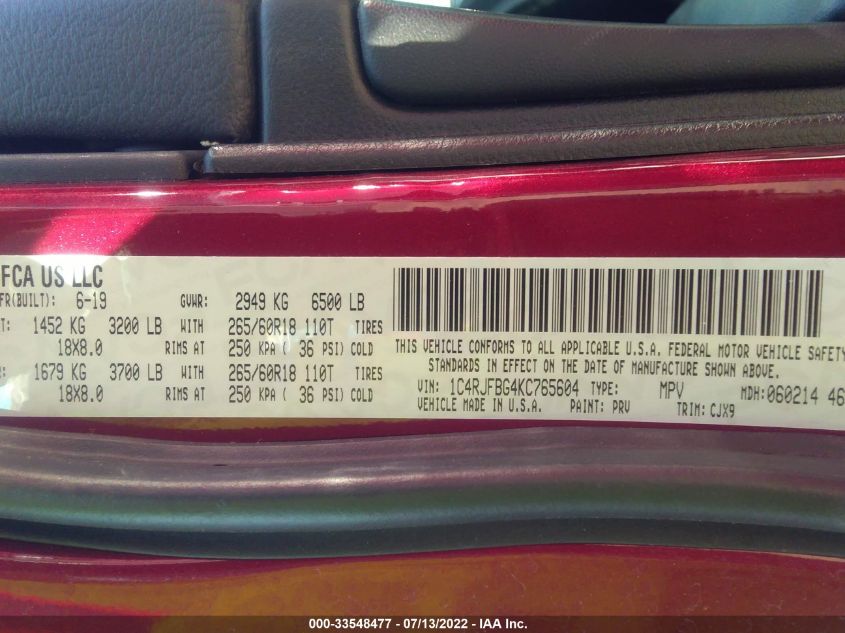 FCA US LLC
FR(BUILT): 6-19 GVWR: 2949 KG 6500 LB
T: 1452 KG 3200 LB WITH 265/60R18 110T TIRES
18X8.0 RIMS AT 250 KPA ( 36 PSI) COLD
: 1679 KG 3700 LB WITH 265/60R18 110T TIRES
18X8.0 RIMS AT 250 KPA ( 36 PSI) COLD
THIS VEHICLE CONFORMS TO ALL APPLICABLE U.S.A. FEDERAL MOTOR VEHICLE SAFETY
STANDARDS IN EFFECT ON THE DATE OF MANUFACTURE SHOWN ABOVE.
VIN: 1C4RJFBG4KC765604 TYPE: MPV MDH:060214 46
VEHICLE MADE IN U.S.A. PAINT: PRV TRIM: CJX9
000-33548477 - 07/13/2022 - IAA Inc.